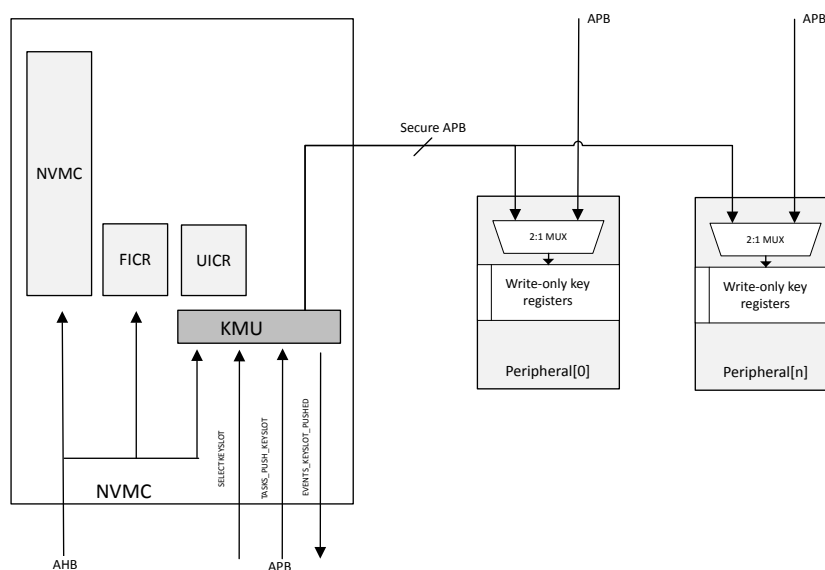 APB
APB
Secure APB
NVMC
2:1 MUX
2:1 MUX
FICR
UICR
Write-only key
registers
Write-only key
registers
KMU
Peripheral[0]
Peripheral[n]
SELECTKEYSLOT
TASKS_PUSH_KEYSLOT
EVENTS_KEYSLOT_PUSHED
NVMC
AHB
APB